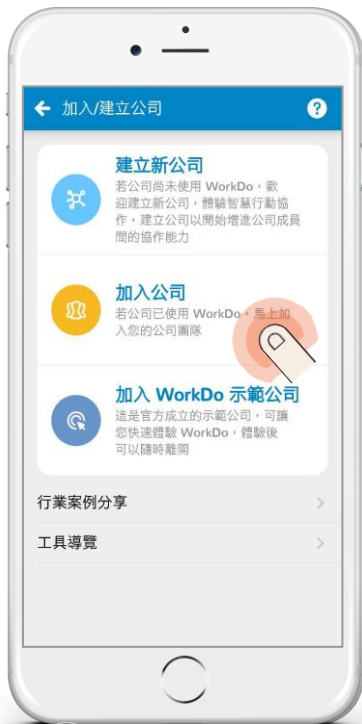 加入/建立公司
?
建立新公司
若公司尚未使用 WorkDo,歡
迎建立新公司,體驗智慧行動協
作,建立公司以開始增進公司成員
間的協作能力
加入公司
若公司已使用 WorkDo,馬上加
入您的公司團隊
加入 WorkDo 示範公司
這是官方成立的示範公司,可讓
您快速體驗 WorkDo,體驗後
可以隨時離開
行業案例分享
工具導覽